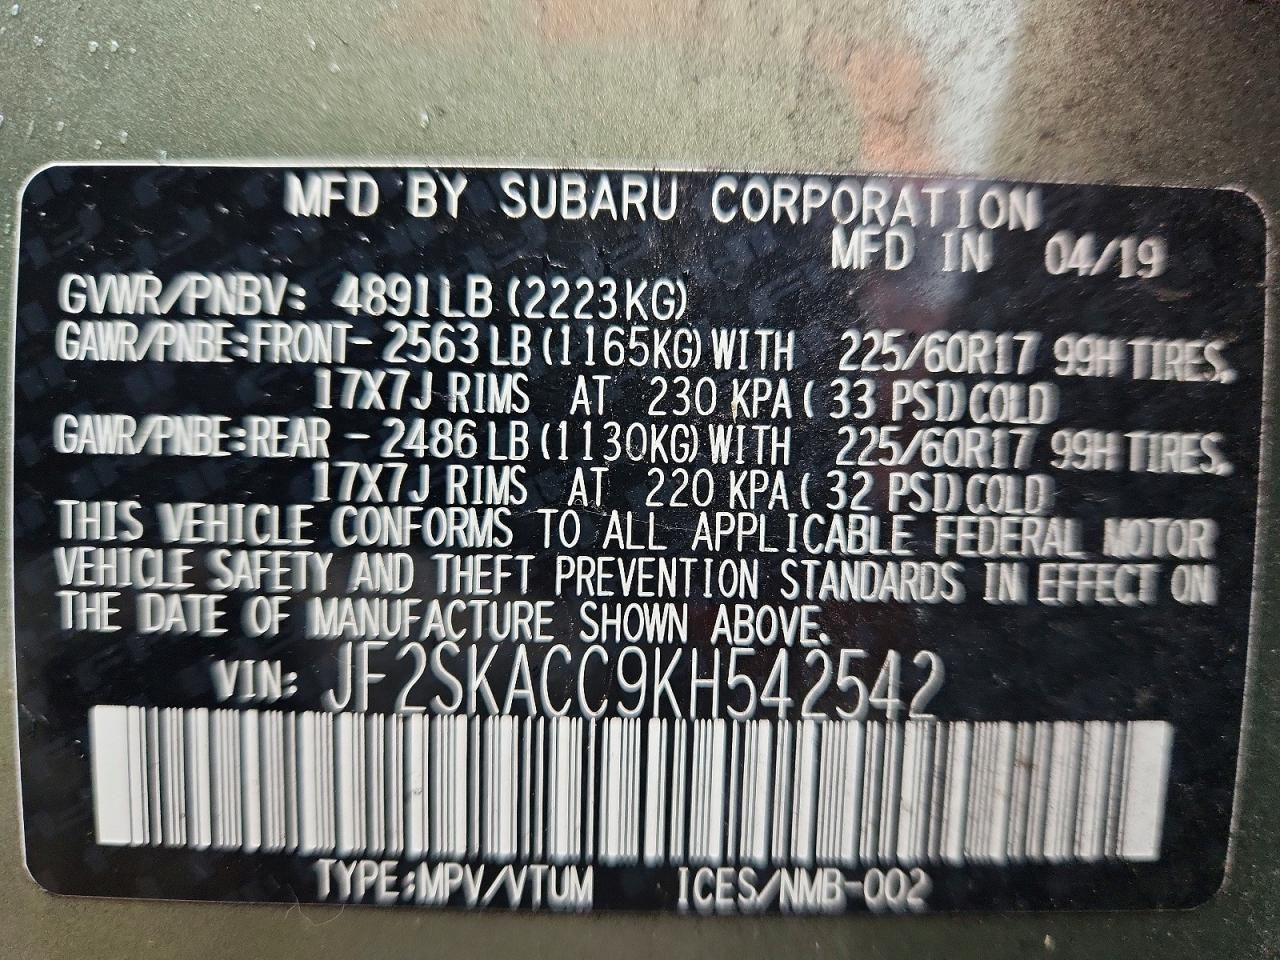 MFD BY SUBARU CORPORATION
MFD IN 04/19
GVWR/PNBV: 4891LB (2223KG)
GAWR/PNBE:FRONT- 2563 LB (1165KG) WITH 225/60R17 99H TIRES,
17X7J RIMS AT 230 KPA ( 33 PSI) COLD
GAWR/PNBE:REAR - 2486 LB (1130KG) WITH 225/60R17 99H TIRES,
17X7J RIMS AT 220 KPA ( 32 PSI) COLD
THIS VEHICLE CONFORMS TO ALL APPLICABLE FEDERAL MOTOR
VEHICLE SAFETY AND THEFT PREVENTION STANDARDS IN EFFECT ON
THE DATE OF MANUFACTURE SHOWN ABOVE.
VIN: JF2SKACC9KH542542
TYPE:MPV/VTUM ICES/NMB-002